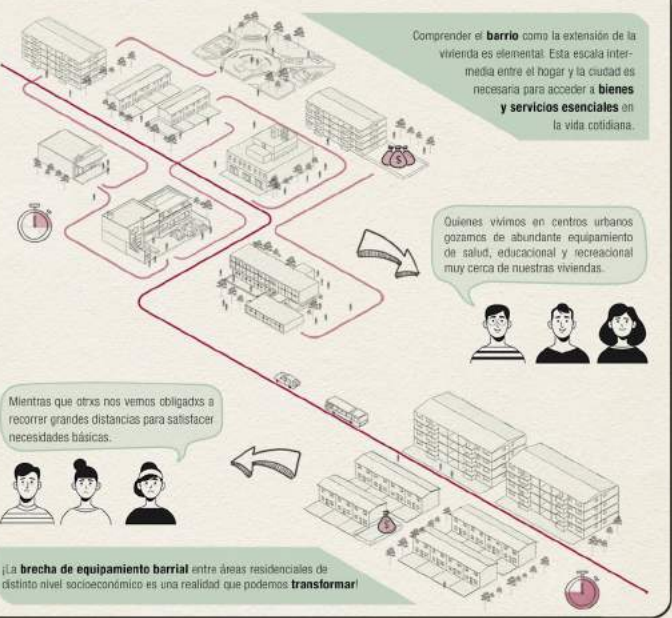 Comprender el barrio como la extensión de la
vivienda es elemental. Esta escala inter-
media entre el hogar y la ciudad es
necesaria para acceder a bienes
y servicios esenciales en
la vida cotidiana.
$
Quienes vivimos en centros urbanos
gozamos de abundante equipamiento
de salud, educacional y recreacional
muy cerca de nuestras viviendas.
Mientras que otrxs nos vemos obligadxs a
recorrer grandes distancias para satisfacer
necesidades básicas.
$
¡La brecha de equipamiento barrial entre áreas residenciales de
distinto nivel socioeconómico es una realidad que podemos transformar!